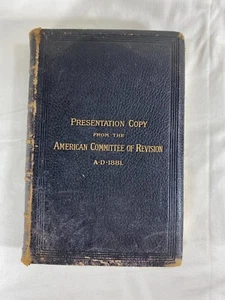 PRESENTATION COPY
FROM THE
AMERICAN COMMITTEE OF REVISION
A·D·1881.